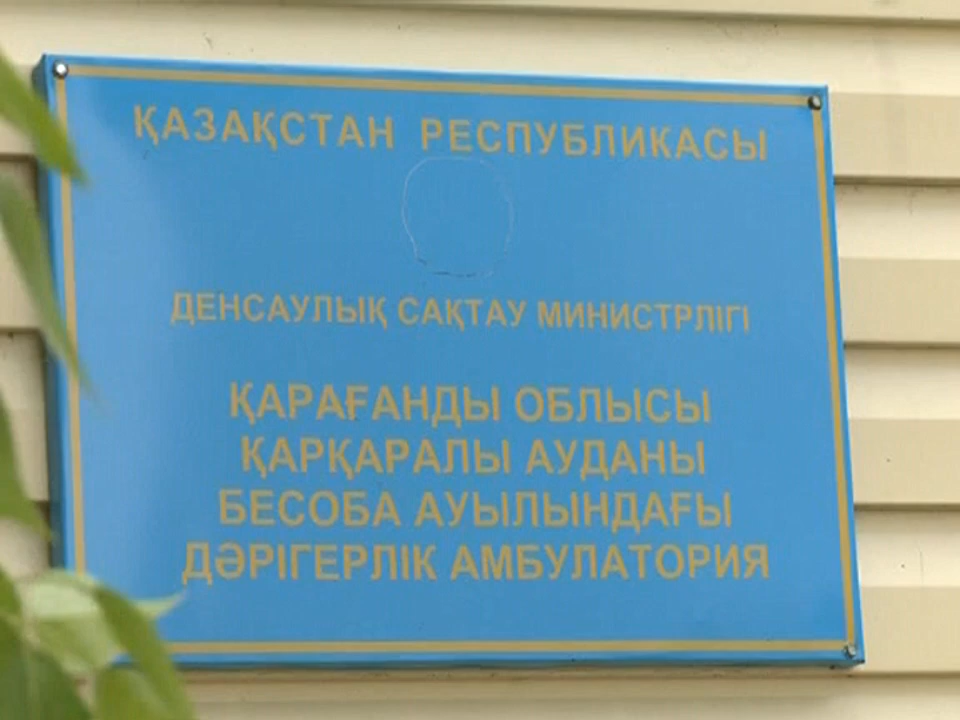 ҚАЗАҚСТАН РЕСПУБЛИКАСЫ
ДЕНСАУЛЫҚ САҚТАУ МИНИСТРЛІГІ
ҚАРАҒАНДЫ ОБЛЫСЫ
ҚАРҚАРАЛЫ АУДАНЫ
БЕСОБА АУЫЛЫНДАҒЫ
ДӘРІГЕРЛІК АМБУЛАТОРИЯ